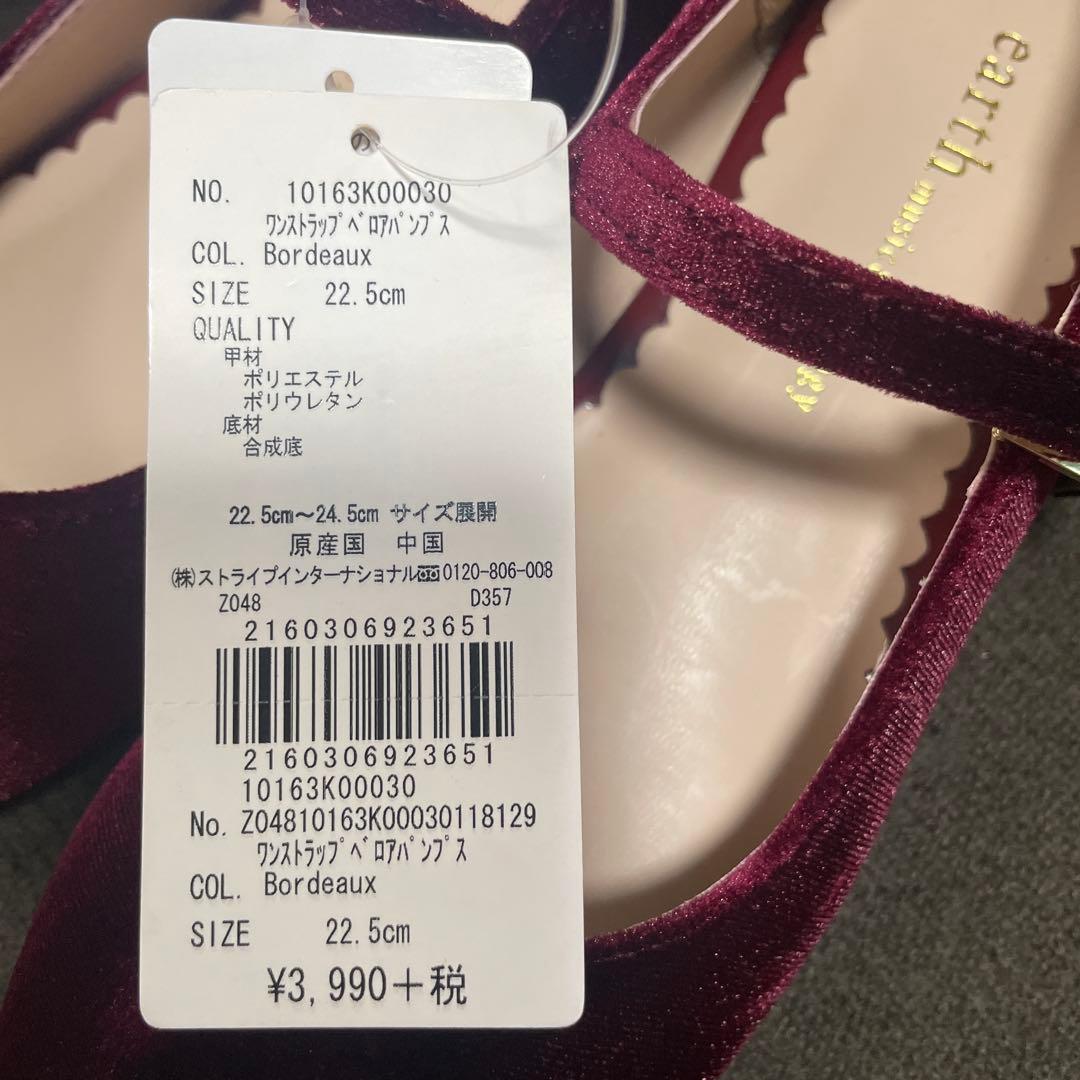 NO. 10163K00030
ﾜﾝｽﾄﾗｯﾌﾟﾍﾞﾛｱﾊﾟﾝﾌﾟｽ
COL. Bordeaux
SIZE 22.5cm
QUALITY
甲材
ポリエステル
ポリウレタン
底材
合成底
22.5cm～24.5cm サイズ展開
原産国 中国
(株)ストライプインターナショナル 0120-806-008
Z048 D357
2160306923651
2160306923651
10163K00030
No. Z04810163K00030118129
ﾜﾝｽﾄﾗｯﾌﾟﾍﾞﾛｱﾊﾟﾝﾌﾟｽ
COL. Bordeaux
SIZE 22.5cm
¥3,990＋税
earth